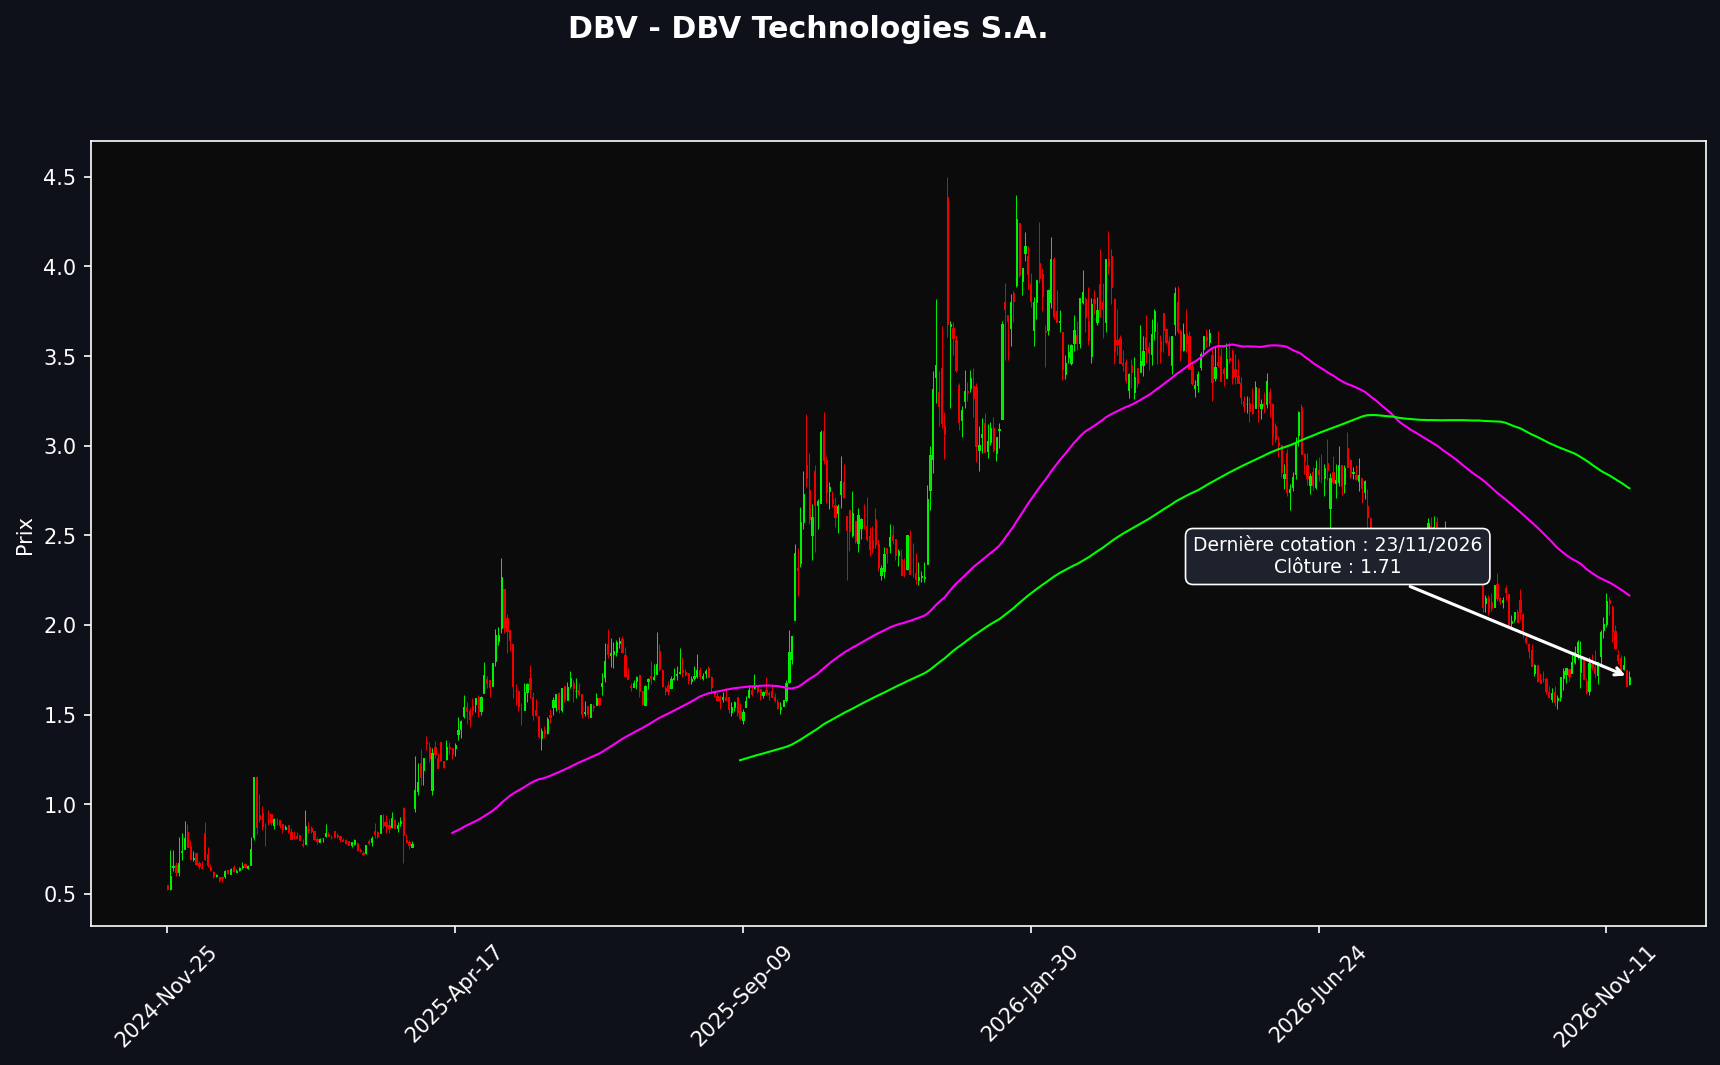 DBV - DBV Technologies S.A.
Prix
4.5
4.0
3.5
3.0
2.5
2.0
1.5
1.0
0.5
Dernière cotation : 23/11/2026
Clôture : 1.71
2024-Nov-25
2025-Apr-17
2025-Sep-09
2026-Jan-30
2026-Jun-24
2026-Nov-11